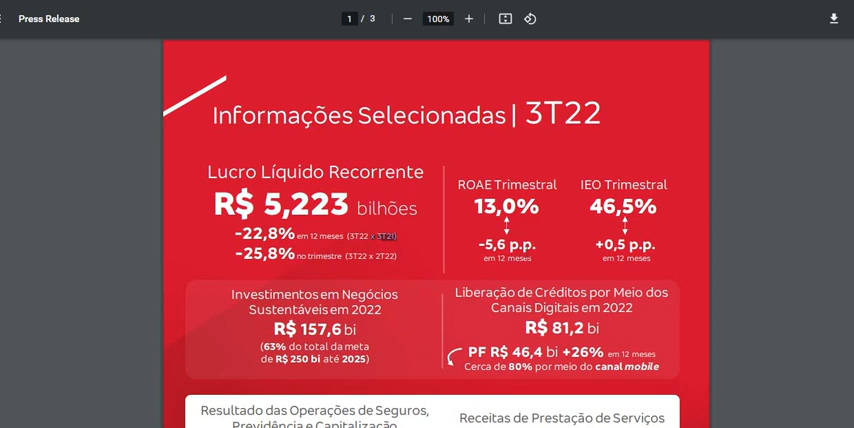 Press Release
1 / 3
100%
Informações Selecionadas | 3T22
Lucro Líquido Recorrente
R$ 5,223 bilhões
-22,8% em 12 meses (3T22 x 3T21)
-25,8% no trimestre (3T22 x 2T22)
ROAE Trimestral
13,0%
-5,6 p.p.
em 12 meses
IEO Trimestral
46,5%
+0,5 p.p.
em 12 meses
Investimentos em Negócios
Sustentáveis em 2022
R$ 157,6 bi
(63% do total da meta
de R$ 250 bi até 2025)
Liberação de Créditos por Meio dos
Canais Digitais em 2022
R$ 81,2 bi
PF R$ 46,4 bi +26% em 12 meses
Cerca de 80% por meio do canal mobile
Resultado das Operações de Seguros,
Previdência e Capitalização
Receitas de Prestação de Serviços